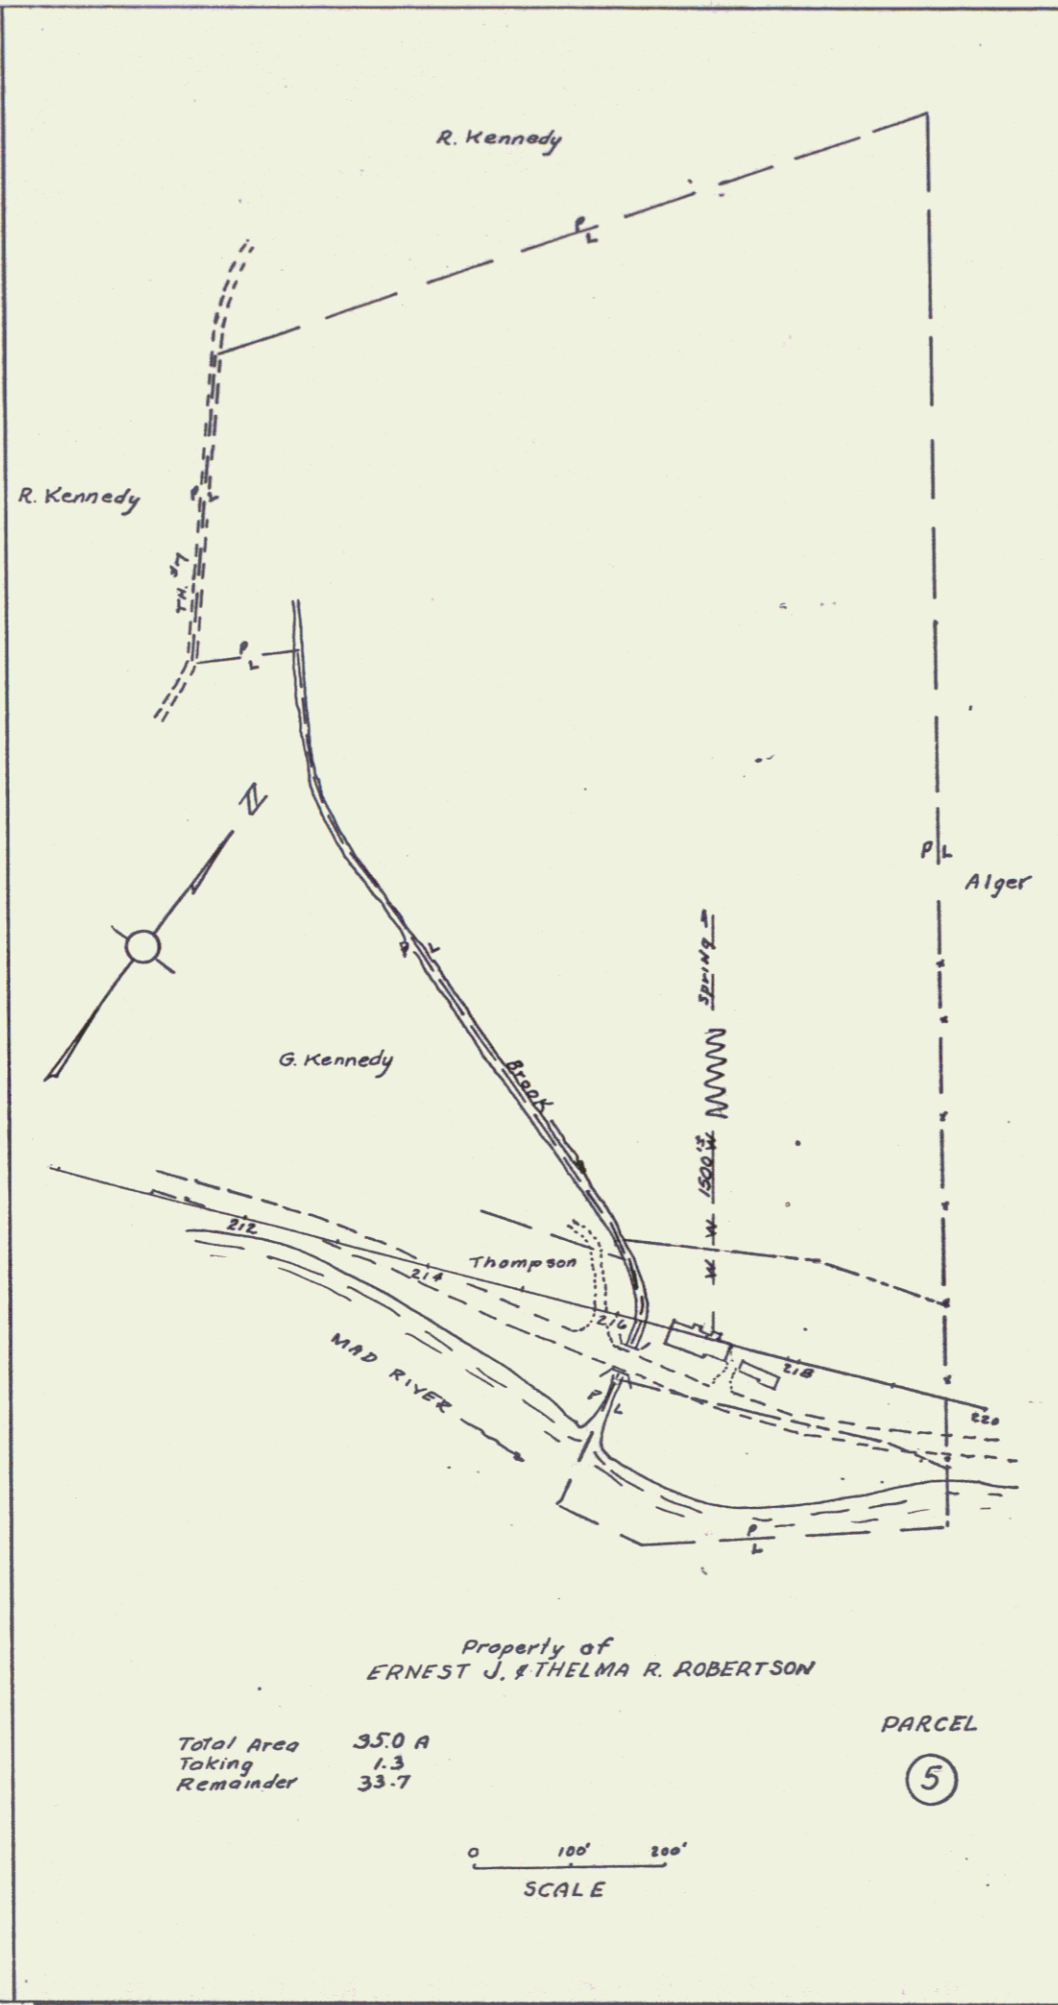 R. Kennedy
P
L
R. Kennedy
P
L
TH. #7
P
L
N
P L
Alger
P
L
Spring
G. Kennedy
Brook
W W 1500'± W
212
214
Thompson
216
218
220
MAD RIVER
P
L
P
L
Property of
ERNEST J. & THELMA R. ROBERTSON
Total Area 35.0 A
Taking 1.3
Remainder 33.7
PARCEL
5
0 100' 200'
SCALE